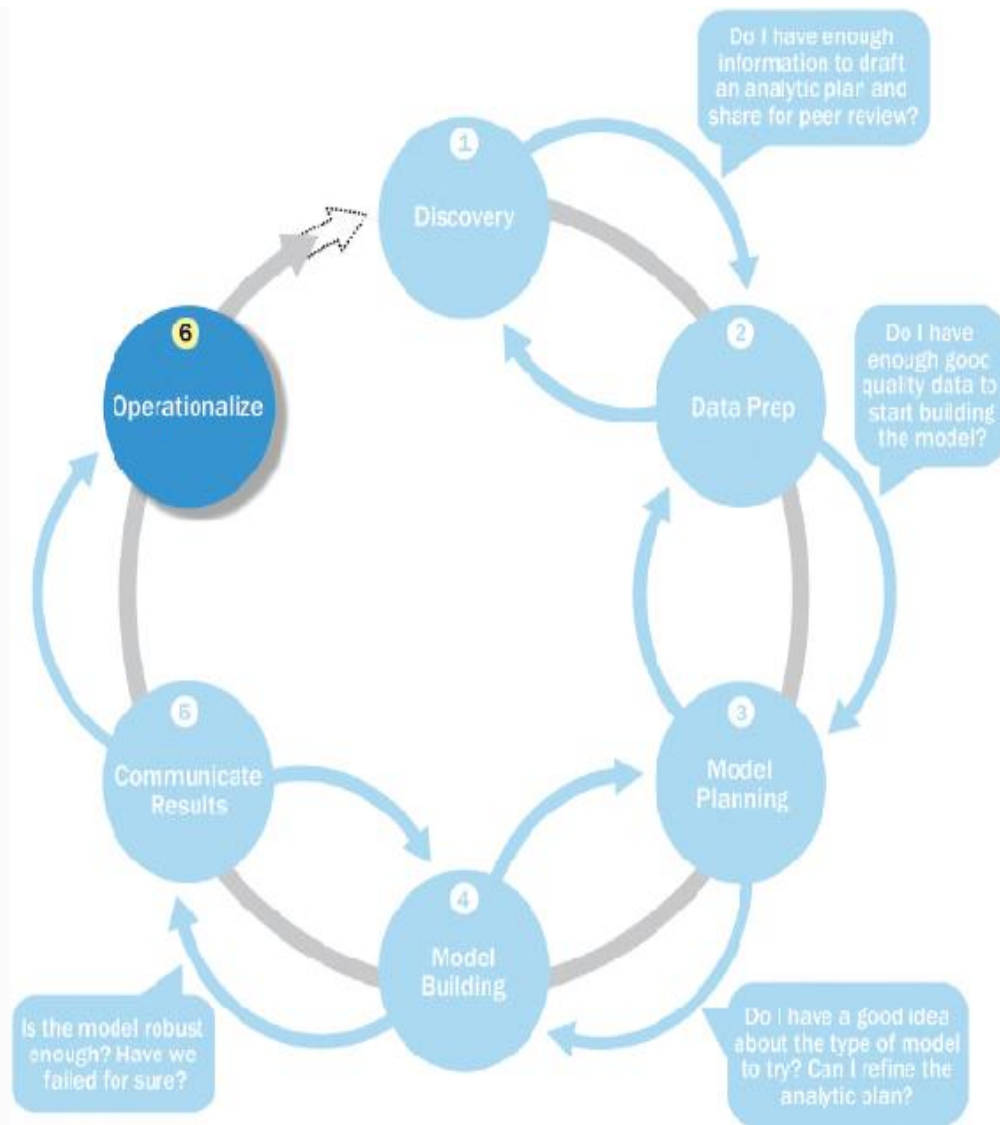 Do I have enough
information to draft
an analytic plan and
share for peer review?
1
Discovery
2
Data Prep
Do I have
enough good
quality data to
start building
the model?
6
Operationalize
3
Model
Planning
5
Communicate
Results
4
Model
Building
Is the model robust
enough? Have we
failed for sure?
Do I have a good idea
about the type of model
to try? Can I refine the
analytic plan?